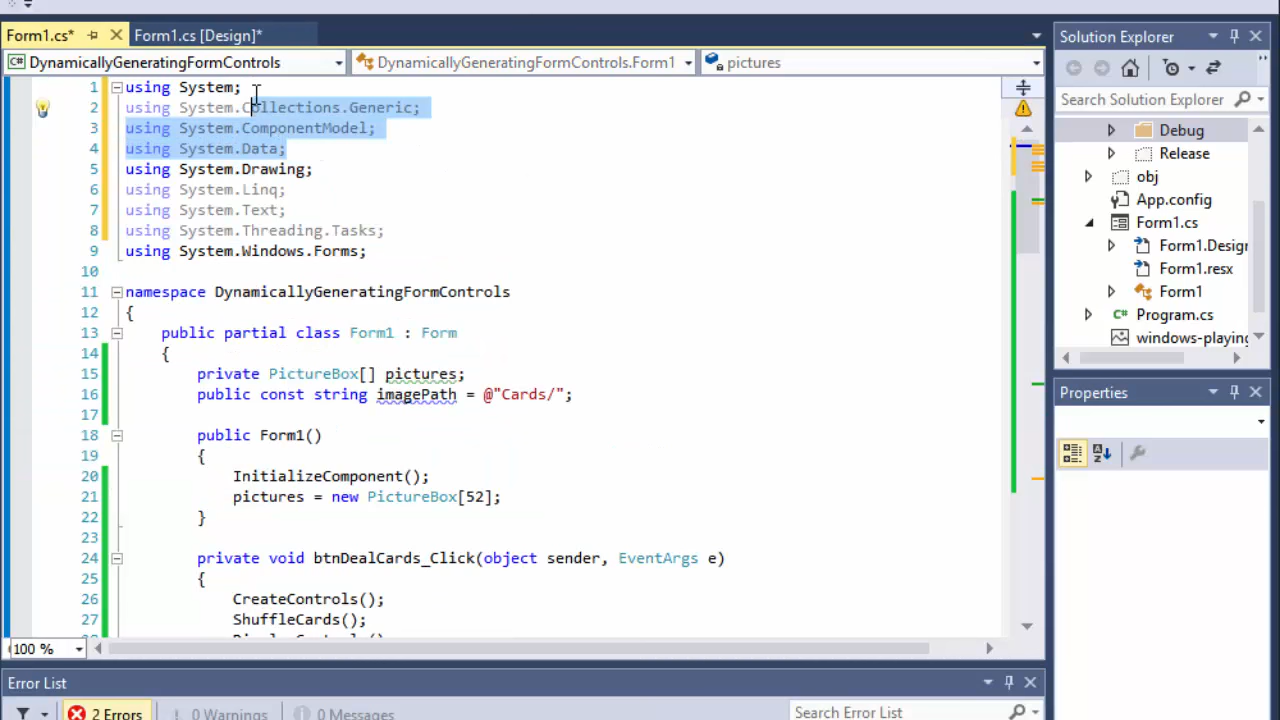 Form1.cs*
Form1.cs [Design]*
DynamicallyGeneratingFormControls
DynamicallyGeneratingFormControls.Form1
pictures
1 using System;
2 using System.Collections.Generic;
3 using System.ComponentModel;
4 using System.Data;
5 using System.Drawing;
6 using System.Linq;
7 using System.Text;
8 using System.Threading.Tasks;
9 using System.Windows.Forms;
10
11 namespace DynamicallyGeneratingFormControls
12 {
13 public partial class Form1 : Form
14 {
15 private PictureBox[] pictures;
16 public const string imagePath = @"Cards/";
17
18 public Form1()
19 {
20 InitializeComponent();
21 pictures = new PictureBox[52];
22 }
23
24 private void btnDealCards_Click(object sender, EventArgs e)
25 {
26 CreateControls();
27 ShuffleCards();
100 %
Error List
2 Errors
0 Warnings
0 Messages
Search Error List
Solution Explorer
Search Solution Explorer
Debug
Release
obj
App.config
Form1.cs
Form1.Design
Form1.resx
Form1
Program.cs
windows-playing
Properties